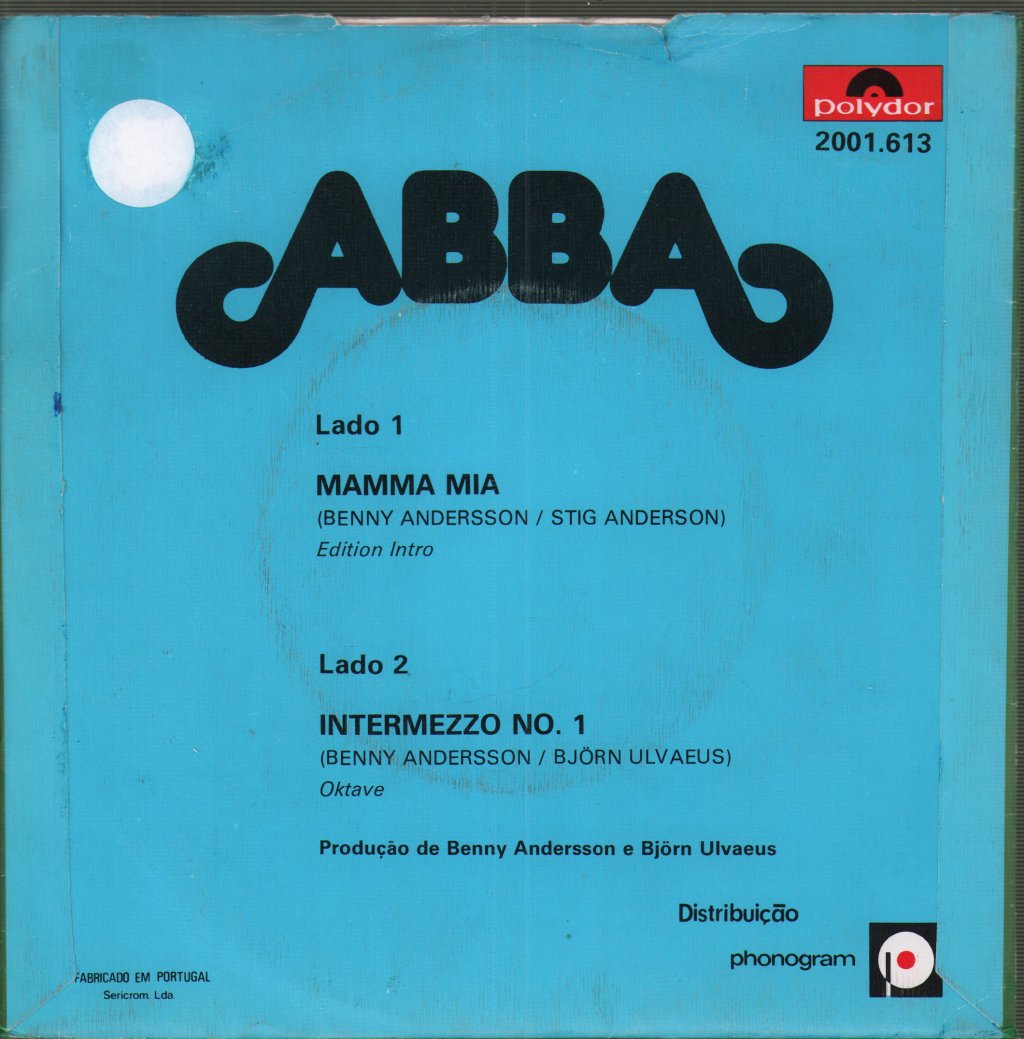 polydor
2001.613
ABBA
Lado 1
MAMMA MIA
(BENNY ANDERSSON / STIG ANDERSON)
Edition Intro
Lado 2
INTERMEZZO NO. 1
(BENNY ANDERSSON / BJÖRN ULVAEUS)
Oktave
Produção de Benny Andersson e Björn Ulvaeus
Distribuição
phonogram
FABRICADO EM PORTUGAL
Sericrom. Lda.